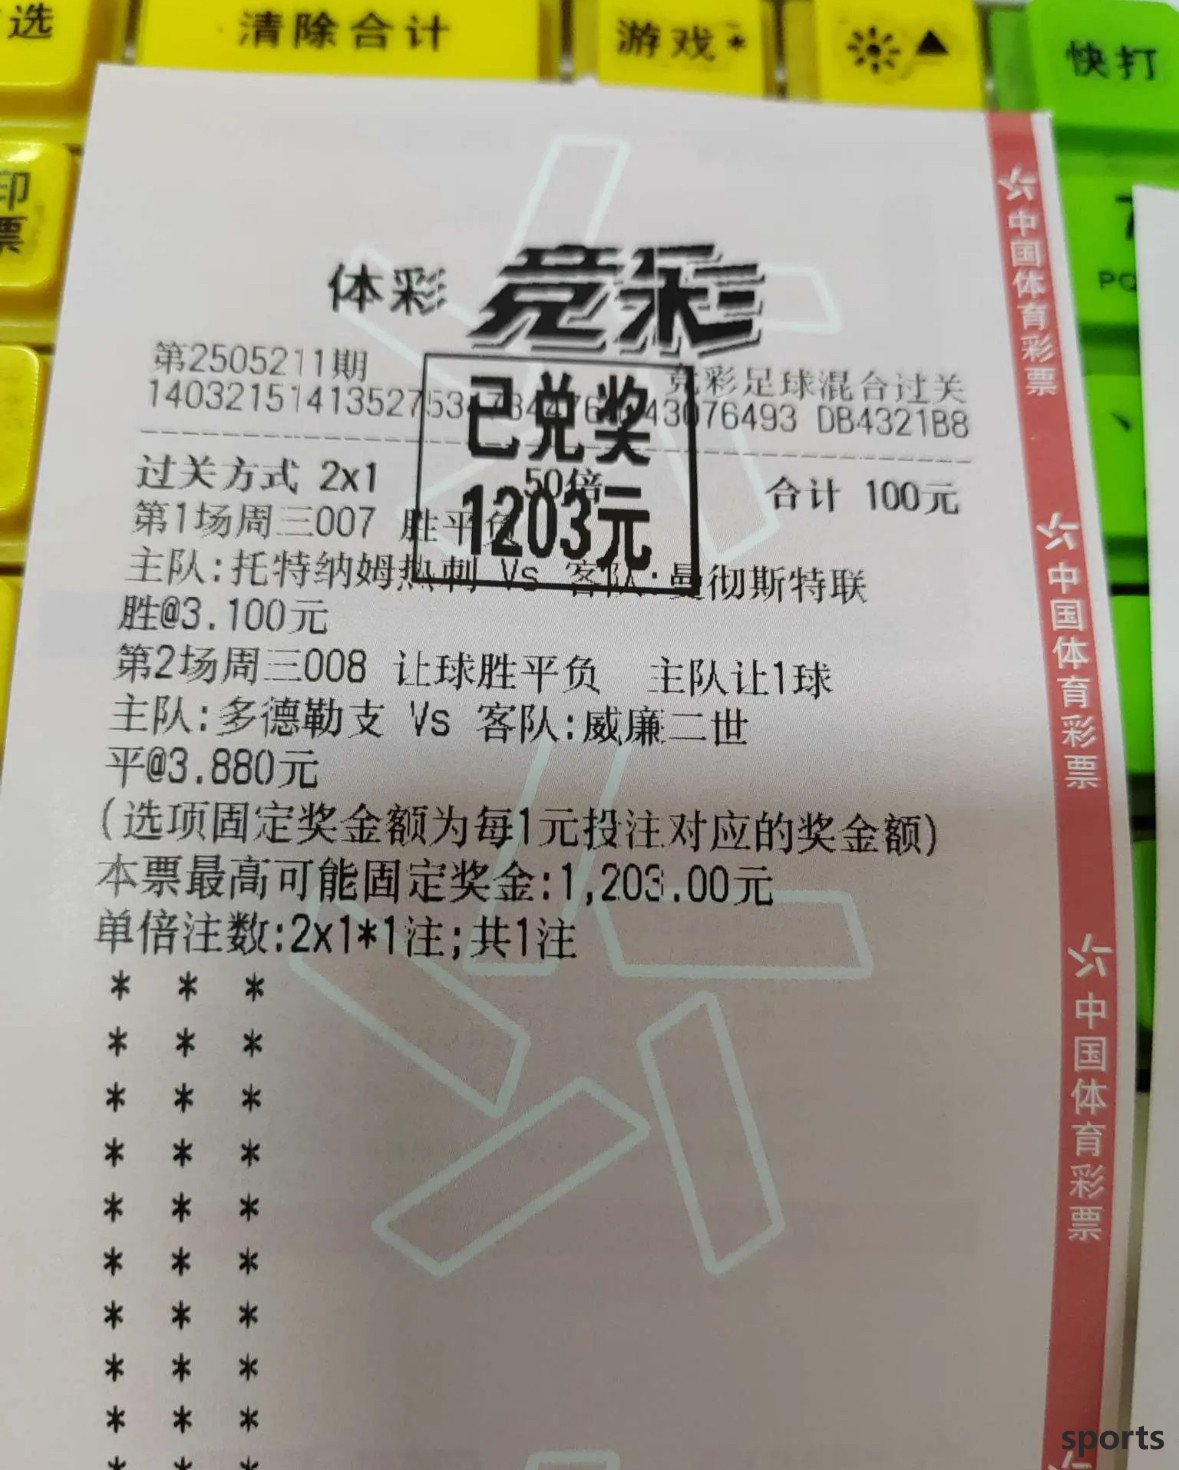 选
清除合计
游戏*
▲
快打
印
票
PQ
体彩 竞彩
第2505211期
竞彩足球混合过关
43076493 DB4321B8
已兑奖
1203元
过关方式 2x1 50倍 合计 100元
第1场周三007 胜平负
主队:托特纳姆热刺 Vs 客队:曼彻斯特联
胜@3.100元
第2场周三008 让球胜平负 主队让1球
主队:多德勒支 Vs 客队:威廉二世
平@3.880元
(选项固定奖金额为每1元投注对应的奖金额)
本票最高可能固定奖金:1,203.00元
单倍注数:2x1*1注;共1注
* * *
* * *
* * *
* * *
* * *
* * *
* * *
* * *
* * *
* * *
中国体育彩票
中国体育彩票
中国体育彩票
sports